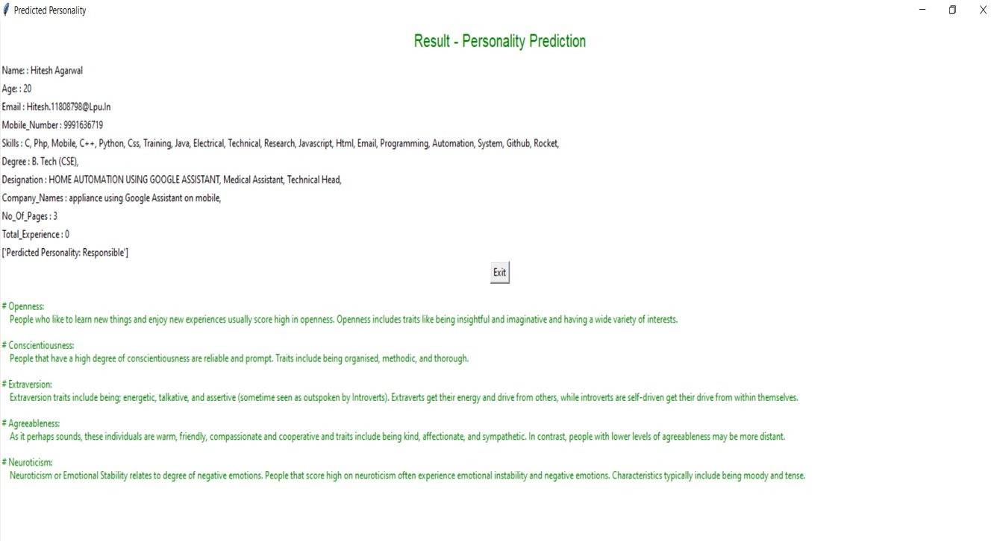 Predicted Personality
Result - Personality Prediction
Name: : Hitesh Agarwal
Age: : 20
Email : Hitesh.11808798@Lpu.In
Mobile_Number : 9991636719
Skills : C, Php, Mobile, C++, Python, Css, Training, Java, Electrical, Technical, Research, Javascript, Html, Email, Programming, Automation, System, Github, Rocket,
Degree : B. Tech (CSE),
Designation : HOME AUTOMATION USING GOOGLE ASSISTANT, Medical Assistant, Technical Head,
Company_Names : appliance using Google Assistant on mobile,
No_Of_Pages : 3
Total_Experience : 0
['Perdicted Personality: Responsible']
Exit
# Openness:
People who like to learn new things and enjoy new experiences usually score high in openness. Openness includes traits like being insightful and imaginative and having a wide variety of interests.
# Conscientiousness:
People that have a high degree of conscientiousness are reliable and prompt. Traits include being organised, methodic, and thorough.
# Extraversion:
Extraversion traits include being; energetic, talkative, and assertive (sometime seen as outspoken by Introverts). Extraverts get their energy and drive from others, while introverts are self-driven get their drive from within themselves.
# Agreeableness:
As it perhaps sounds, these individuals are warm, friendly, compassionate and cooperative and traits include being kind, affectionate, and sympathetic. In contrast, people with lower levels of agreeableness may be more distant.
# Neuroticism:
Neuroticism or Emotional Stability relates to degree of negative emotions. People that score high on neuroticism often experience emotional instability and negative emotions. Characteristics typically include being moody and tense.